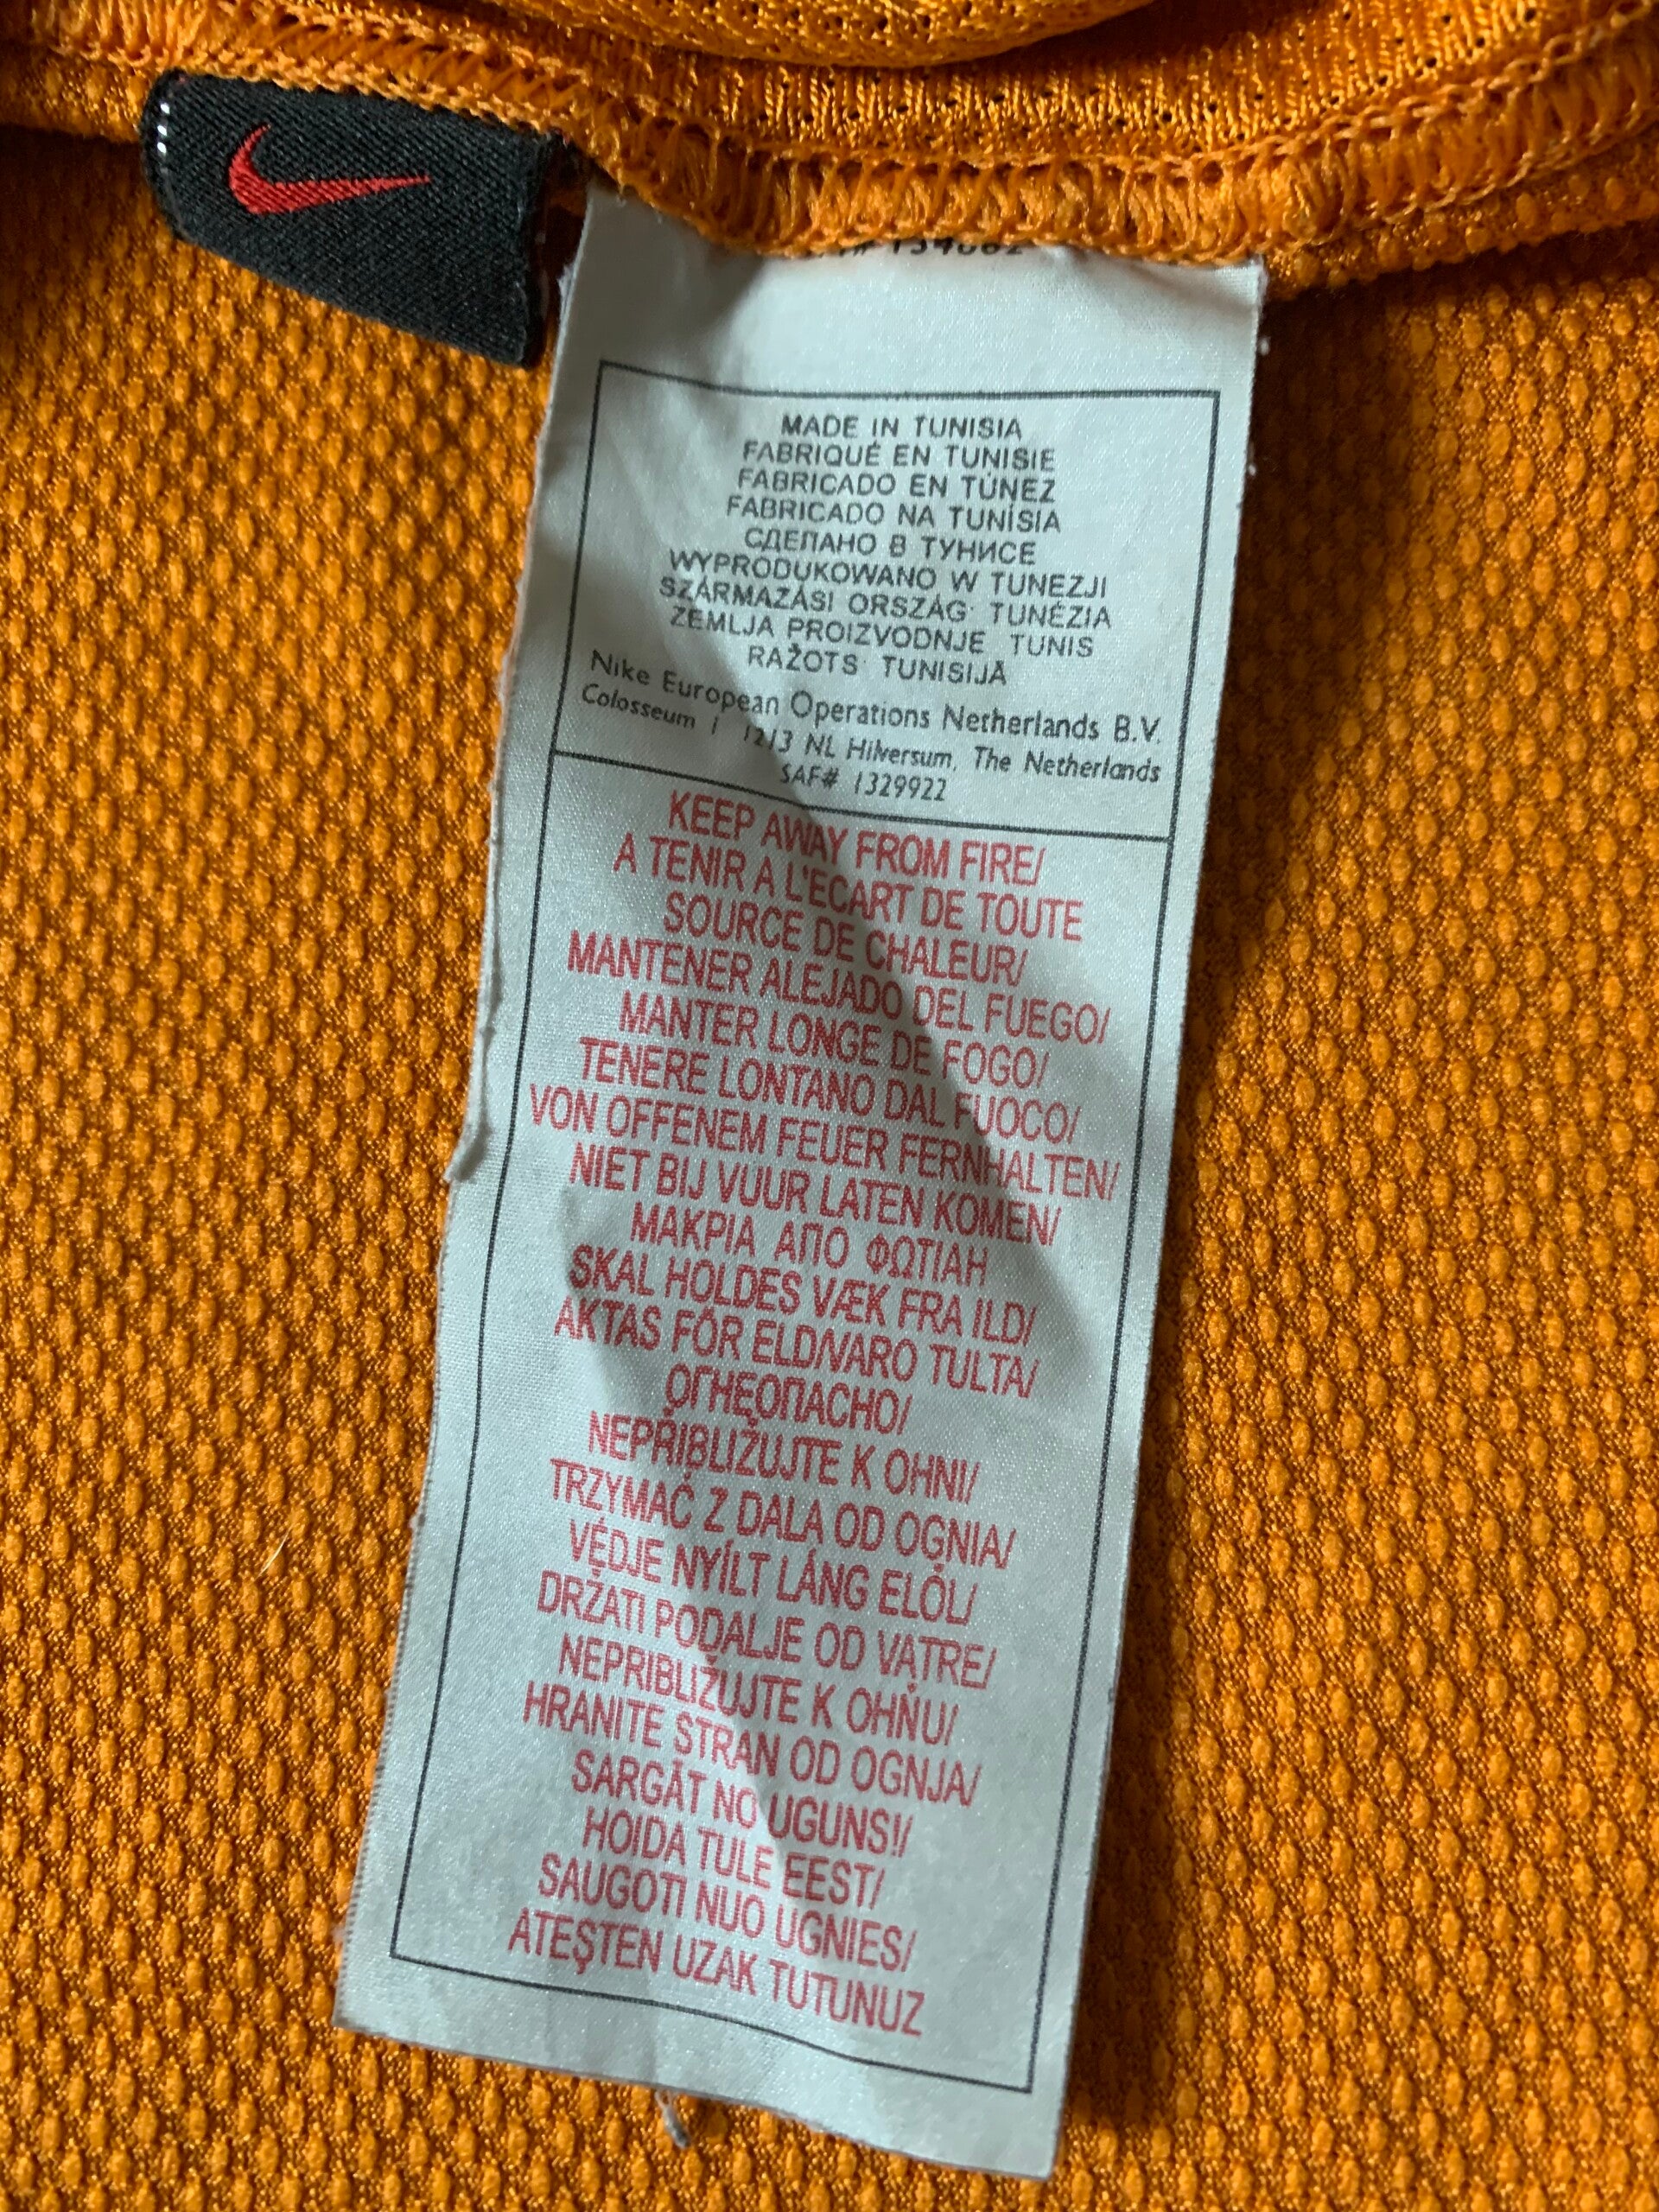 MADE IN TUNISIA
FABRIQUÉ EN TUNISIE
FABRICADO EN TÚNEZ
FABRICADO NA TUNÍSIA
СДЕЛАНО В ТУНИСЕ
WYPRODUKOWANO W TUNEZJI
SZÁRMAZÁSI ORSZÁG: TUNÉZIA
ZEMLJA PROIZVODNJE TUNIS
RAŽOTS TUNISIJĀ
Nike European Operations Netherlands B.V.
Colosseum 1 1213 NL Hilversum, The Netherlands
SAF# 1329922
KEEP AWAY FROM FIRE/
A TENIR A L'ECART DE TOUTE
SOURCE DE CHALEUR/
MANTENER ALEJADO DEL FUEGO/
MANTER LONGE DE FOGO/
TENERE LONTANO DAL FUOCO/
VON OFFENEM FEUER FERNHALTEN/
NIET BIJ VUUR LATEN KOMEN/
ΜΑΚΡΙΑ ΑΠΟ ΦΩΤΙΑΗ
SKAL HOLDES VÆK FRA ILD/
AKTAS FÖR ELD/VARO TULTA/
ОГНЕОПАСНО/
NEPŘIBLIŽUJTE K OHNI/
TRZYMAĆ Z DALA OD OGNIA/
VÉDJE NYÍLT LÁNG ELŐL/
DRŽATI PODALJE OD VATRE/
NEPRIBLIŽUJTE K OHŇU/
HRANITE STRAN OD OGNJA/
SARGĀT NO UGUNS!/
HOIDA TULE EEST/
SAUGOTI NUO UGNIES/
ATEŞTEN UZAK TUTUNUZ